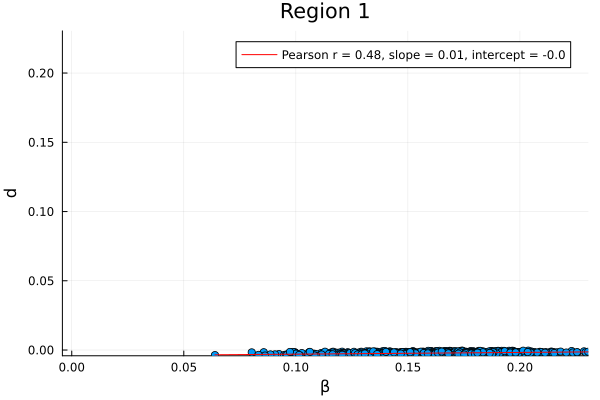 Region 1
Pearson r = 0.48, slope = 0.01, intercept = -0.0
0.20
0.15
d
0.10
0.05
0.00
0.00 0.05 0.10 0.15 0.20
β